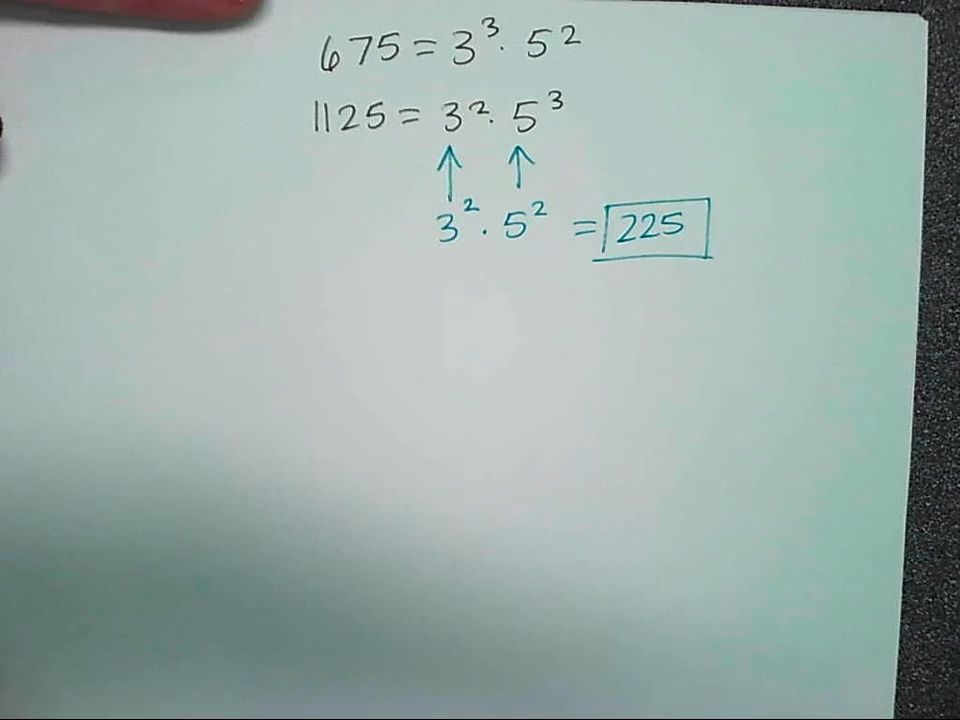 675 = 3³ · 5²
1125 = 3² · 5³
↑ ↑
3² · 5² = 225